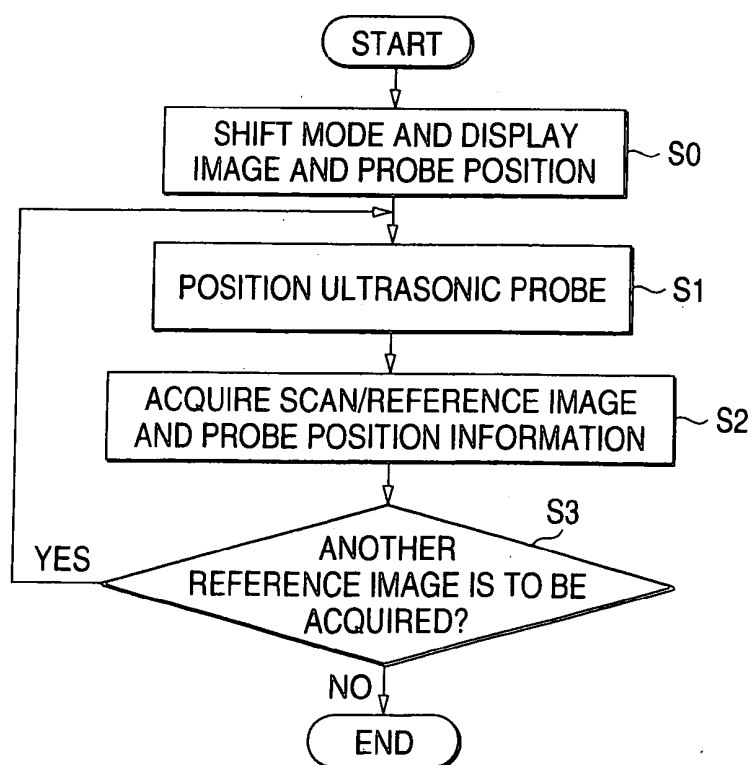 START
SHIFT MODE AND DISPLAY
IMAGE AND PROBE POSITION
S0
POSITION ULTRASONIC PROBE
S1
ACQUIRE SCAN/REFERENCE IMAGE
AND PROBE POSITION INFORMATION
S2
S3
YES
ANOTHER
REFERENCE IMAGE IS TO BE
ACQUIRED?
NO
END